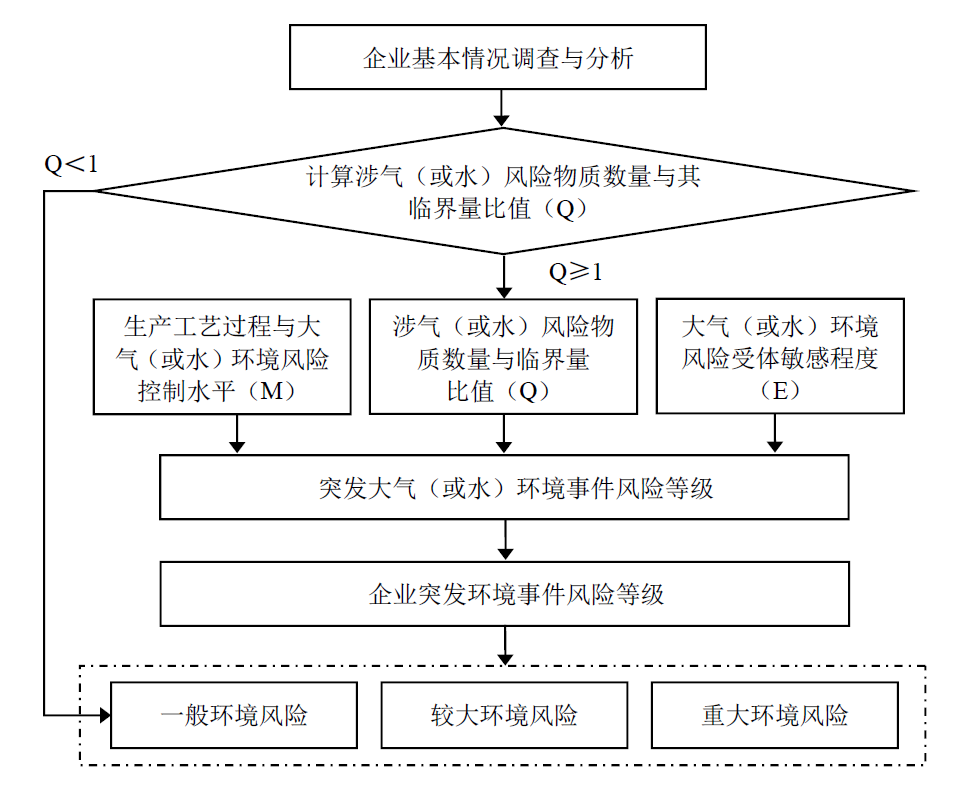 企业基本情况调查与分析
Q＜1
计算涉气（或水）风险物质数量与其
临界量比值（Q）
Q≥1
生产工艺过程与大
气（或水）环境风险
控制水平（M）
涉气（或水）风险物
质数量与临界量
比值（Q）
大气（或水）环境
风险受体敏感程度
（E）
突发大气（或水）环境事件风险等级
企业突发环境事件风险等级
一般环境风险
较大环境风险
重大环境风险